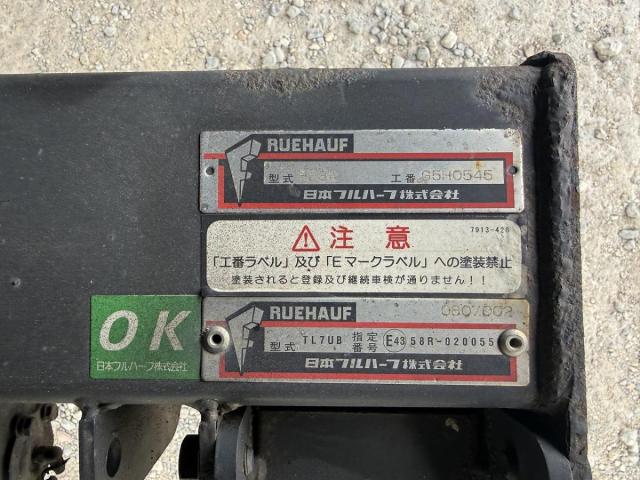 RUEHAUF
型式 工番 G5H0545
日本フルハーフ株式会社
⚠注意 7913-428
「工番ラベル」及び「Eマークラベル」への塗装禁止
塗装されると登録及び継続車検が通りません!!
OK
日本フルハーフ株式会社
RUEHAUF
型式 TL7UB 指定番号 E43 58R-020055
日本フルハーフ株式会社